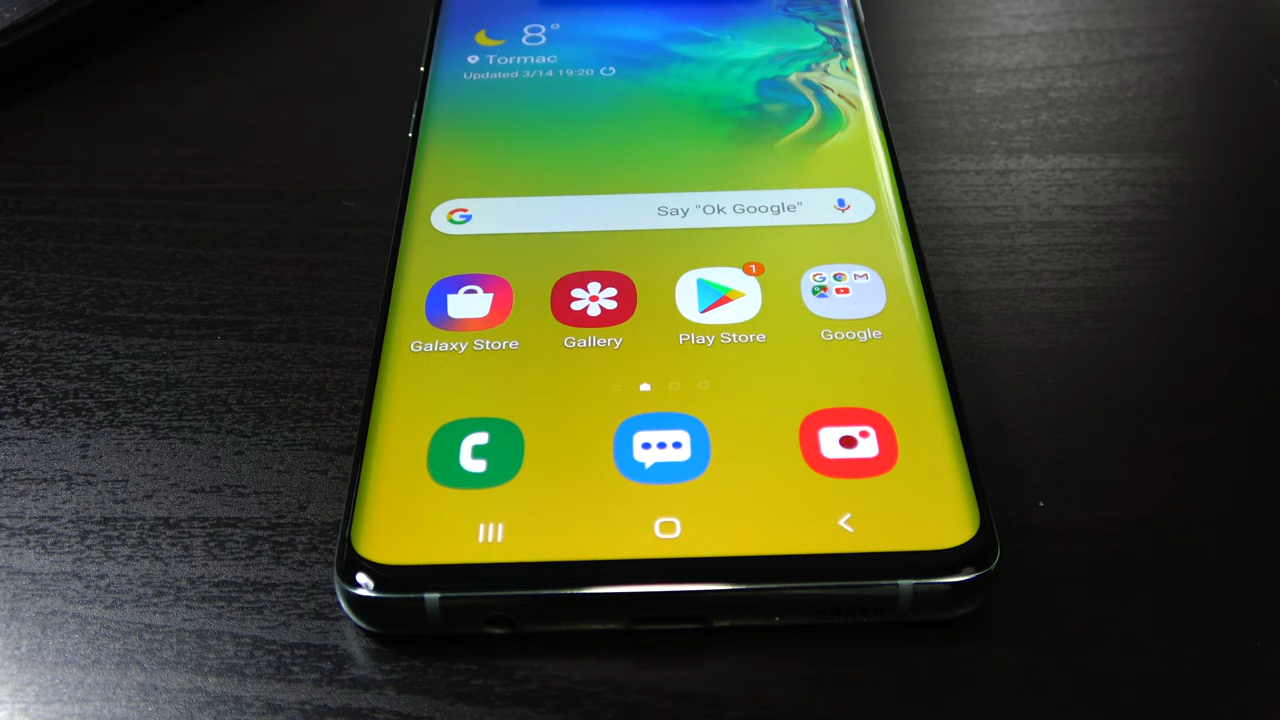 8°
Tormac
Updated 3/14 19:20
Say "Ok Google"
1
Galaxy Store
Gallery
Play Store
Google